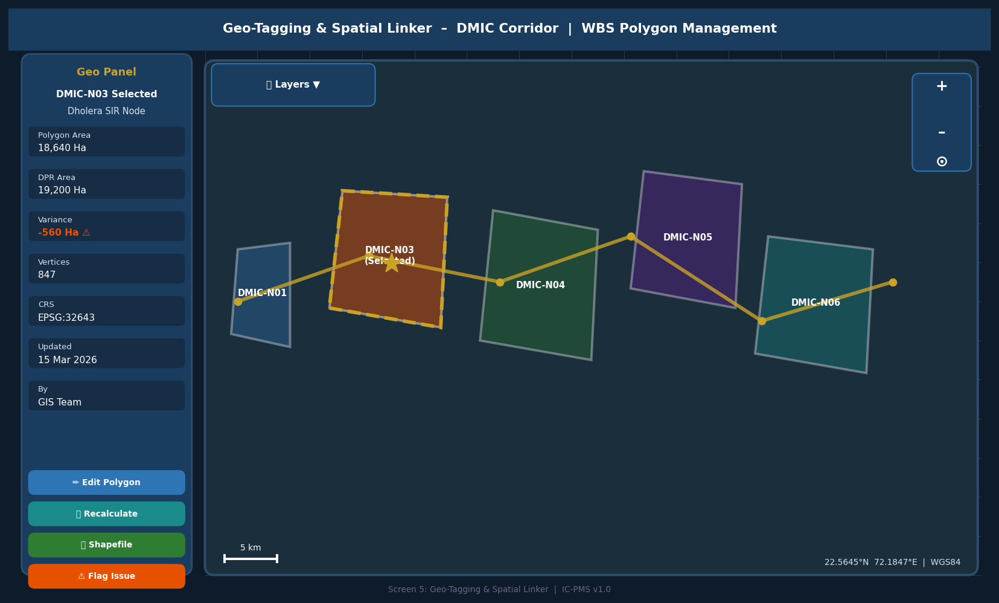 Geo-Tagging & Spatial Linker – DMIC Corridor | WBS Polygon Management
Geo Panel
DMIC-N03 Selected
Dholera SIR Node
Polygon Area
18,640 Ha
DPR Area
19,200 Ha
Variance
-560 Ha ⚠
Vertices
847
CRS
EPSG:32643
Updated
15 Mar 2026
By
GIS Team
✏ Edit Polygon
Recalculate
Shapefile
⚠ Flag Issue
Layers ▼
+
–
⊙
DMIC-N01
DMIC-N03
(Selected)
DMIC-N04
DMIC-N05
DMIC-N06
5 km
22.5645°N 72.1847°E | WGS84
Screen 5: Geo-Tagging & Spatial Linker | IC-PMS v1.0